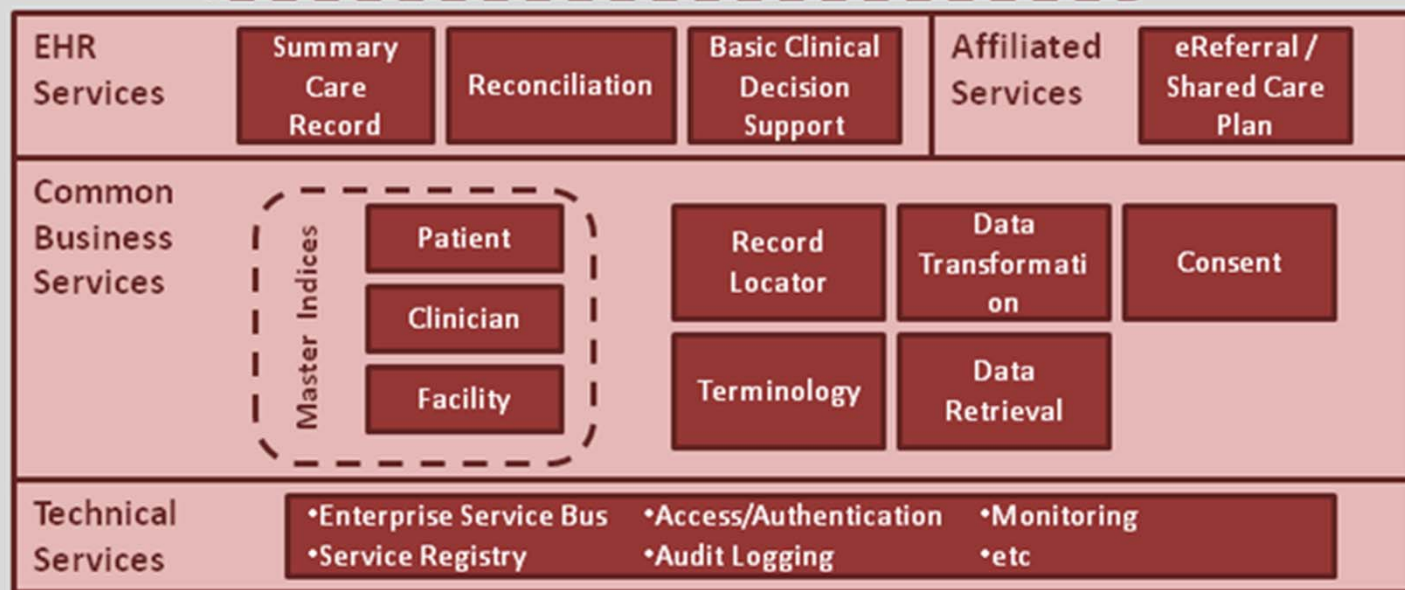 EHR
Services
Summary
Care
Record
Reconciliation
Basic Clinical
Decision
Support
Affiliated
Services
eReferral /
Shared Care
Plan
Common
Business
Services
Master Indices
Patient
Clinician
Facility
Record
Locator
Data
Transformati
on
Consent
Terminology
Data
Retrieval
Technical
Services
•Enterprise Service Bus •Access/Authentication •Monitoring
•Service Registry •Audit Logging •etc